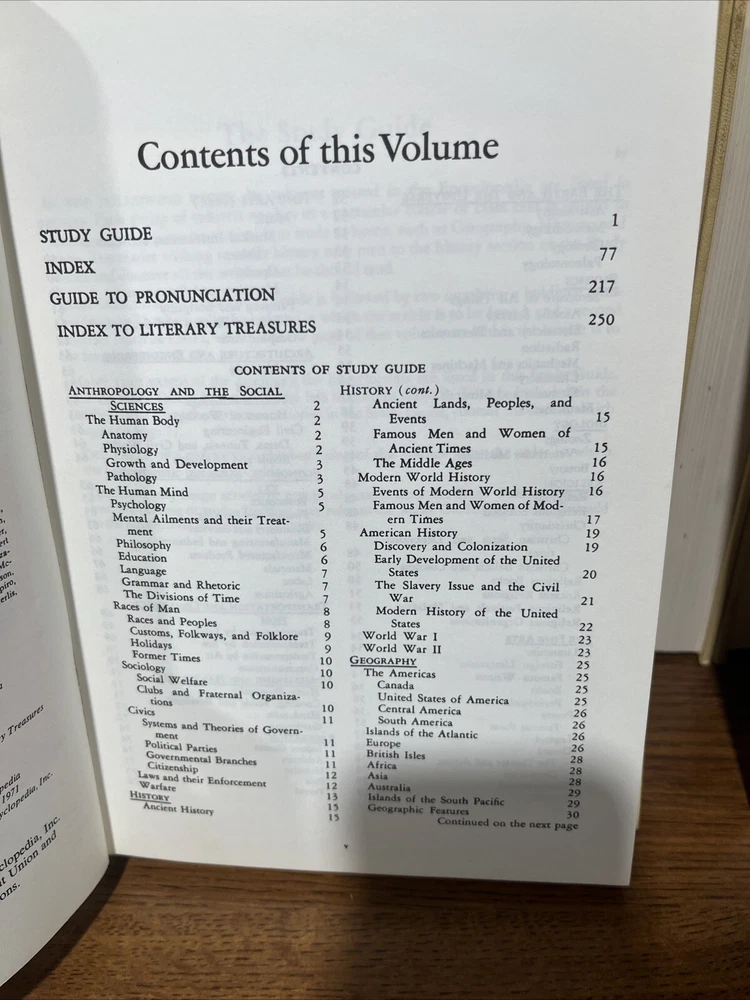 Contents of this Volume
STUDY GUIDE 1
INDEX 77
GUIDE TO PRONUNCIATION 217
INDEX TO LITERARY TREASURES 250
CONTENTS OF STUDY GUIDE
ANTHROPOLOGY AND THE SOCIAL
SCIENCES 2
The Human Body 2
Anatomy 2
Physiology 2
Growth and Development 3
Pathology 3
The Human Mind 5
Psychology 5
Mental Ailments and their Treat-
ment 5
Philosophy 6
Education 6
Language 7
Grammar and Rhetoric 7
The Divisions of Time 7
Races of Man 8
Races and Peoples 8
Customs, Folkways, and Folklore 9
Holidays 9
Former Times 10
Sociology 10
Social Welfare 10
Clubs and Fraternal Organiza-
tions 10
Civics 11
Systems and Theories of Govern-
ment 11
Political Parties 11
Governmental Branches 11
Citizenship 12
Laws and their Enforcement 12
Warfare 13
HISTORY 15
Ancient History 15
HISTORY (cont.)
Ancient Lands, Peoples, and
Events 15
Famous Men and Women of
Ancient Times 15
The Middle Ages 16
Modern World History 16
Events of Modern World History 16
Famous Men and Women of Mod-
ern Times 17
American History 19
Discovery and Colonization 19
Early Development of the United
States 20
The Slavery Issue and the Civil
War 21
Modern History of the United
States 22
World War I 23
World War II 23
GEOGRAPHY 25
The Americas 25
Canada 25
United States of America 25
Central America 26
South America 26
Islands of the Atlantic 26
Europe 26
British Isles 28
Africa 28
Asia 28
Australia 29
Islands of the South Pacific 29
Geographic Features 30
Continued on the next page
y Treasures
pedia
1971
cyclopedia, Inc.
clopedia, Inc.
t Union and
ons.